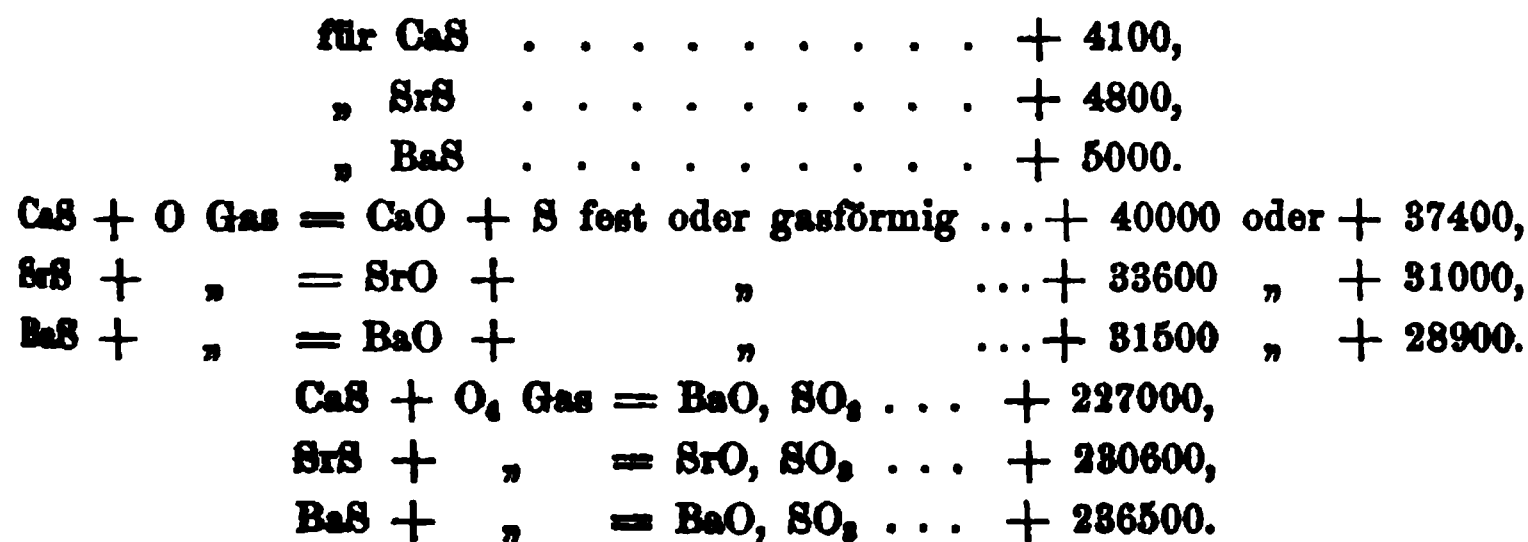 für CaS . . . . . . . . . . + 4100,
„ SrS . . . . . . . . . . + 4800,
„ BaS . . . . . . . . . . + 5000.
CaS + O Gas = CaO + S fest oder gasförmig ... + 40000 oder + 37400,
SrS + „ = SrO + „ ... + 33600 „ + 31000,
BaS + „ = BaO + „ ... + 31500 „ + 28900.
CaS + O₄ Gas = BaO, SO₃ . . . + 227000,
SrS + „ = SrO, SO₃ . . . + 230600,
BaS + „ = BaO, SO₃ . . . + 236500.